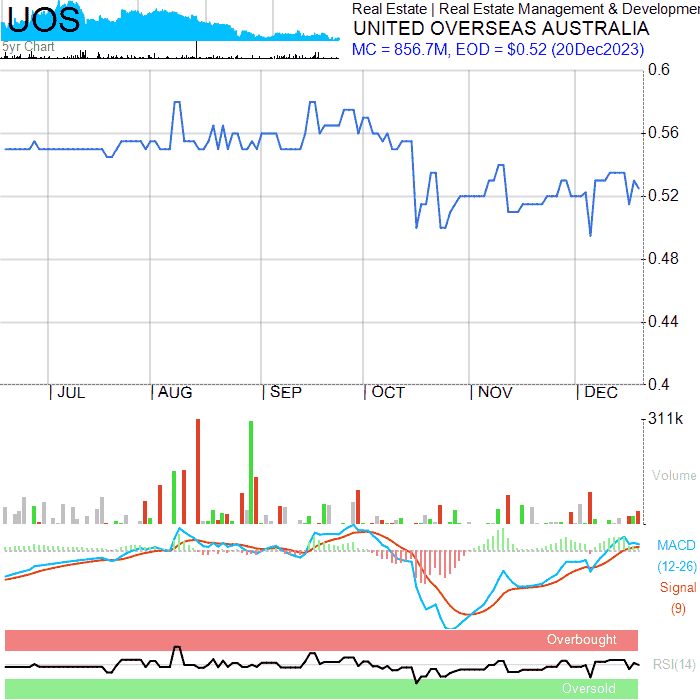 UOS
5yr Chart
Real Estate | Real Estate Management & Developmen
UNITED OVERSEAS AUSTRALIA
MC = 856.7M, EOD = $0.52 (20Dec2023)
0.6
0.56
0.52
0.48
0.44
0.4
JUL AUG SEP OCT NOV DEC
311k
Volume
MACD
(12-26)
Signal
(9)
Overbought
RSI(14)
Oversold